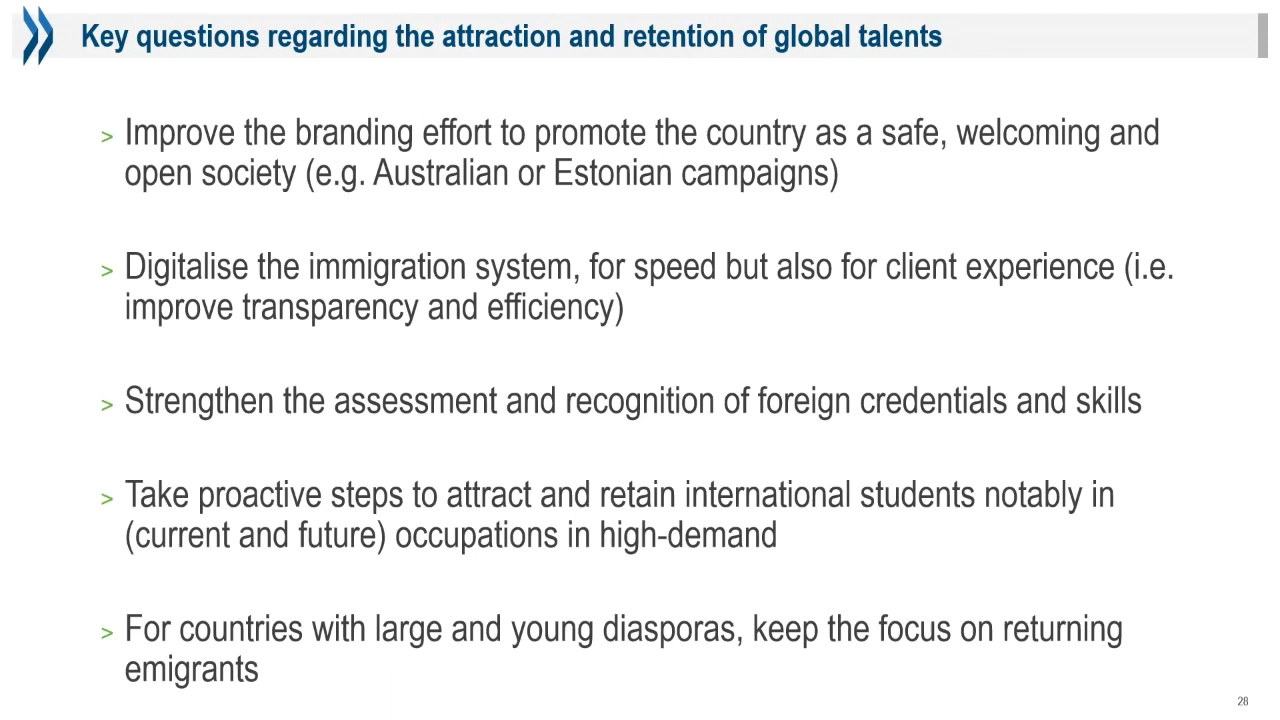 Key questions regarding the attraction and retention of global talents
> Improve the branding effort to promote the country as a safe, welcoming and
open society (e.g. Australian or Estonian campaigns)
> Digitalise the immigration system, for speed but also for client experience (i.e.
improve transparency and efficiency)
> Strengthen the assessment and recognition of foreign credentials and skills
> Take proactive steps to attract and retain international students notably in
(current and future) occupations in high-demand
> For countries with large and young diasporas, keep the focus on returning
emigrants
28